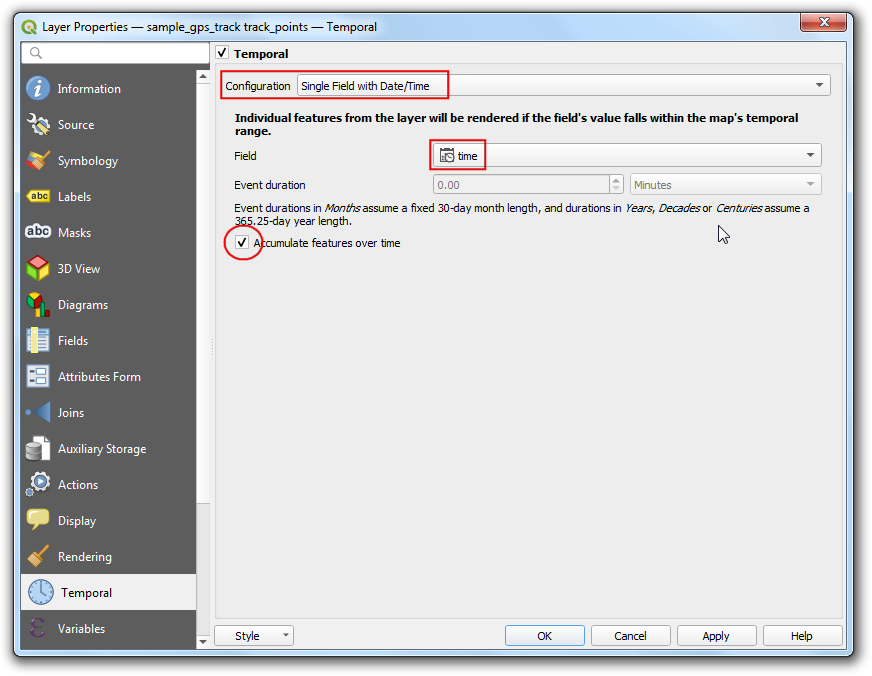 Layer Properties — sample_gps_track track_points — Temporal
Information
Source
Symbology
abc Labels
abc Masks
3D View
Diagrams
Fields
Attributes Form
Joins
Auxiliary Storage
Actions
Display
Rendering
Temporal
Variables
Temporal
Configuration Single Field with Date/Time
Individual features from the layer will be rendered if the field's value falls within the map's temporal
range.
Field time
Event duration 0.00 Minutes
Event durations in Months assume a fixed 30-day month length, and durations in Years, Decades or Centuries assume a
365.25-day year length.
Accumulate features over time
Style OK Cancel Apply Help